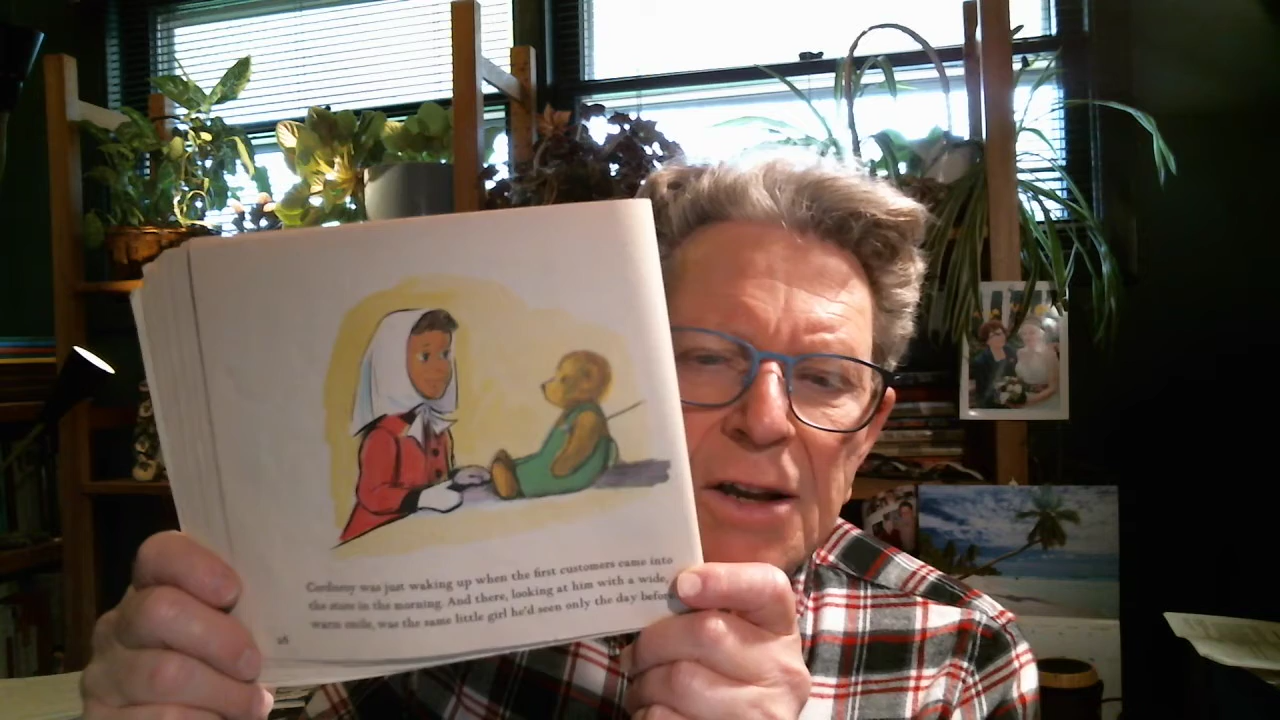 Corduroy was just waking up when the first customers came into
the store in the morning. And there, looking at him with a wide,
warm smile, was the same little girl he'd seen only the day before.
28